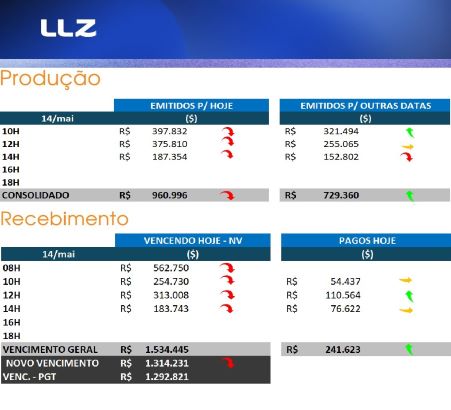 LLZ
Produção
EMITIDOS P/ HOJE EMITIDOS P/ OUTRAS DATAS
14/mai ($) ($)
10H R$ 397.832 R$ 321.494
12H R$ 375.810 R$ 255.065
14H R$ 187.354 R$ 152.802
16H
18H
CONSOLIDADO R$ 960.996 R$ 729.360
Recebimento
VENCENDO HOJE - NV PAGOS HOJE
14/mai ($) ($)
08H R$ 562.750
10H R$ 254.730 R$ 54.437
12H R$ 313.008 R$ 110.564
14H R$ 183.743 R$ 76.622
16H
18H
VENCIMENTO GERAL R$ 1.534.445 R$ 241.623
NOVO VENCIMENTO R$ 1.314.231
VENC. - PGT R$ 1.292.821